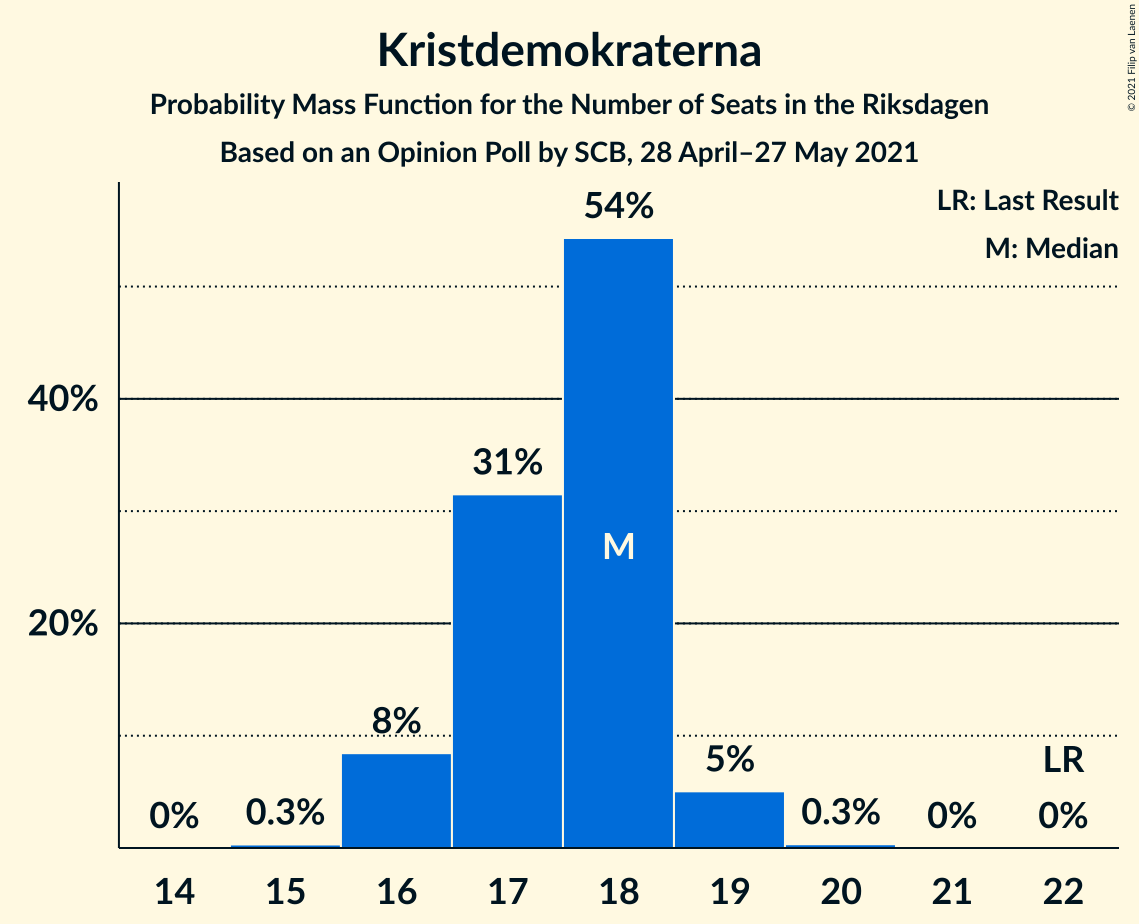 Kristdemokraterna
Probability Mass Function for the Number of Seats in the Riksdagen
Based on an Opinion Poll by SCB, 28 April–27 May 2021
© 2021 Filip van Laenen
LR: Last Result
M: Median
54%
40%
31%
M
20%
8%
5%
LR
0%
0.3%
0.3%
0%
0%
14 15 16 17 18 19 20 21 22